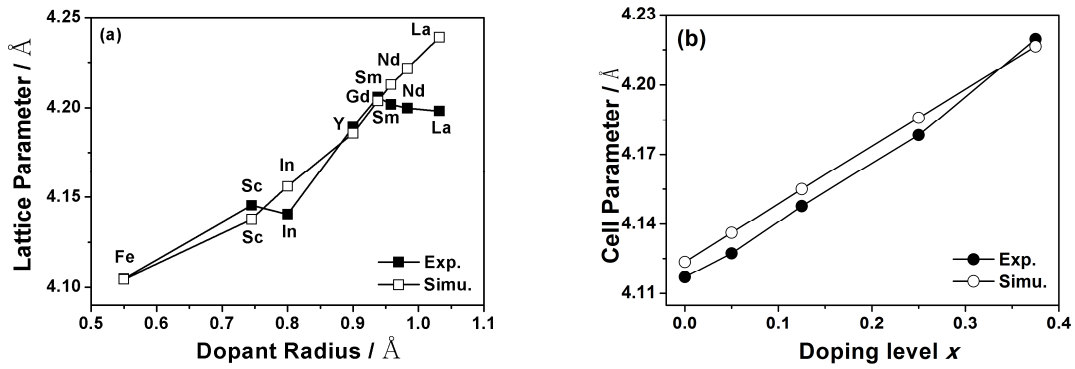 (a)
Lattice Parameter / Å
4.25
4.20
4.15
4.10
Fe
Sc
Sc
In
In
Y
Gd
Sm
Sm
Nd
Nd
La
La
Exp.
Simu.
0.5 0.6 0.7 0.8 0.9 1.0 1.1
Dopant Radius / Å
(b)
Cell Parameter / Å
4.23
4.20
4.17
4.14
4.11
Exp.
Simu.
0.0 0.1 0.2 0.3 0.4
Doping level x